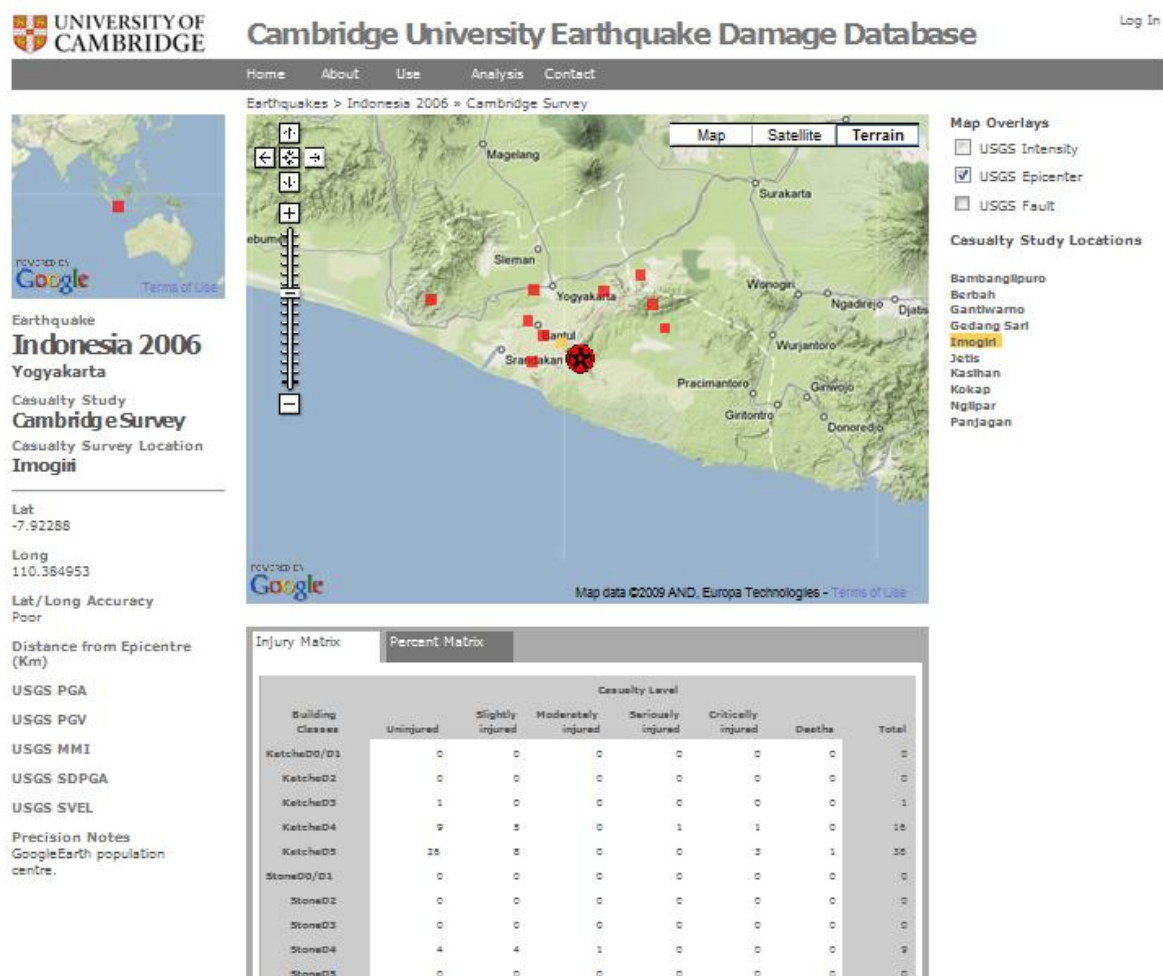 UNIVERSITY OF
CAMBRIDGE
Cambridge University Earthquake Damage Database
Log In
Home About Use Analysis Contact
Earthquakes > Indonesia 2006 » Cambridge Survey
Google
Terms of Use
Earthquake
Indonesia 2006
Yogyakarta
Casualty Study
Cambridge Survey
Casualty Survey Location
Imogiri
Lat
-7.92288
Long
110.384953
Lat/Long Accuracy
Poor
Distance from Epicentre
(Km)
USGS PGA
USGS PGV
USGS MMI
USGS SDPGA
USGS SVEL
Precision Notes
GoogleEarth population
centre.
Map Satellite Terrain
Magelang
Surakarta
Sleman
Yogyakarta
Wonogiri
Ngadirejo
Bantul
Wurjantoro
Pracimantoro
Giriwojo
Giritontro
Donoredjo
Google
Map data ©2009 AND, Europa Technologies - Terms of Use
Map Overlays
USGS Intensity
USGS Epicenter
USGS Fault
Casualty Study Locations
Bambanglipuro
Berbah
Gantiwarno
Gedang Sari
Imogiri
Jetis
Kasihan
Kokap
Nglipar
Panjagan
Injury Matrix Percent Matrix
Casualty Level
Building Classes Uninjured Slightly injured Moderately injured Seriously injured Critically injured Deaths Total
KatchaD0/D1 0 0 0 0 0 0 0
KatchaD2 0 0 0 0 0 0 0
KatchaD3 1 0 0 0 0 0 1
KatchaD4 9 5 0 1 1 0 16
KatchaD5 26 8 0 0 3 1 38
StoneD0/D1 0 0 0 0 0 0 0
StoneD2 0 0 0 0 0 0 0
StoneD3 0 0 0 0 0 0 0
StoneD4 4 4 1 0 0 0 9
StoneD5 0 0 0 0 0 0 0